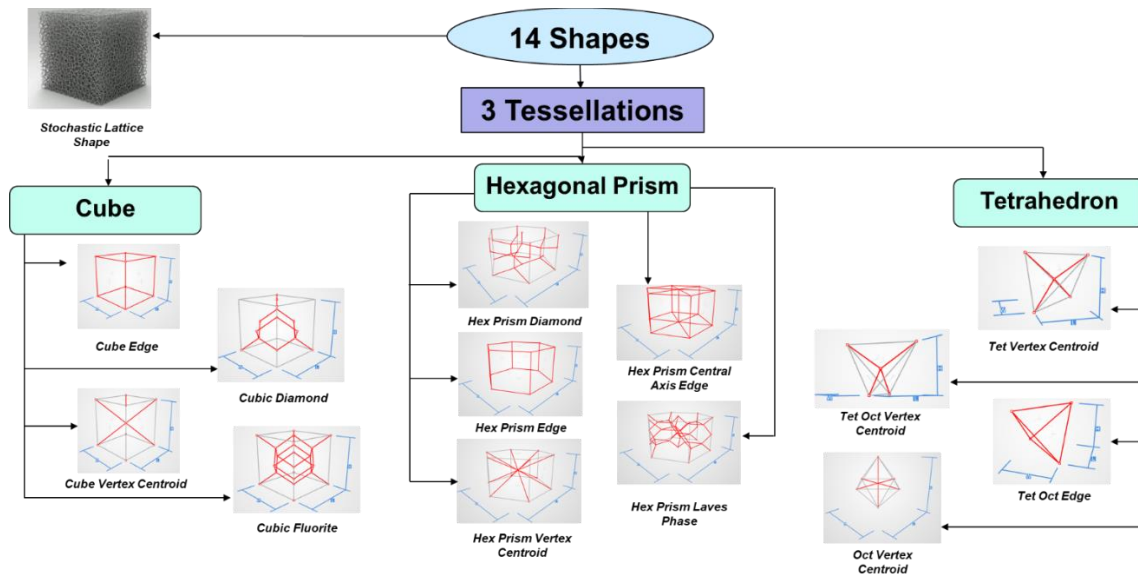 14 Shapes
Stochastic Lattice
Shape
3 Tessellations
Cube
Hexagonal Prism
Tetrahedron
Cube Edge
Cubic Diamond
Cube Vertex Centroid
Cubic Fluorite
Hex Prism Diamond
Hex Prism Edge
Hex Prism Vertex
Centroid
Hex Prism Central
Axis Edge
Hex Prism Laves
Phase
Tet Vertex Centroid
Tet Oct Vertex
Centroid
Tet Oct Edge
Oct Vertex
Centroid